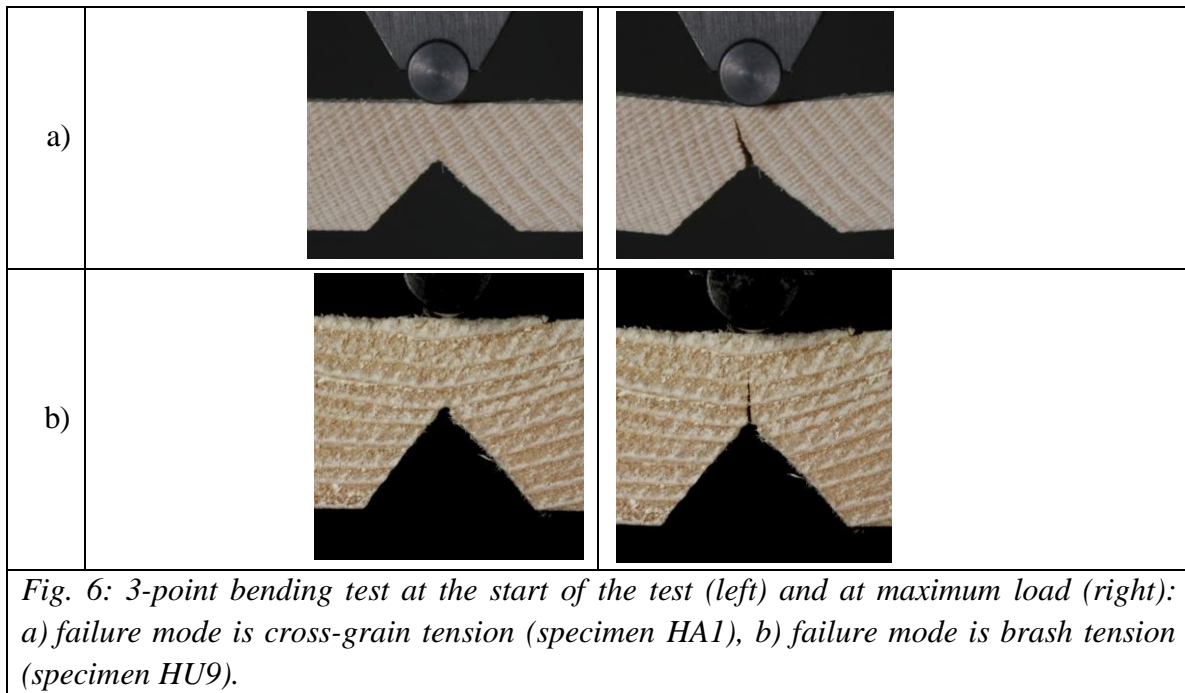 a)
b)
Fig. 6: 3-point bending test at the start of the test (left) and at maximum load (right):
a) failure mode is cross-grain tension (specimen HA1), b) failure mode is brash tension
(specimen HU9).